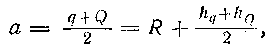 a = \frac{q+Q}{2} = R + \frac{h_q+h_Q}{2},